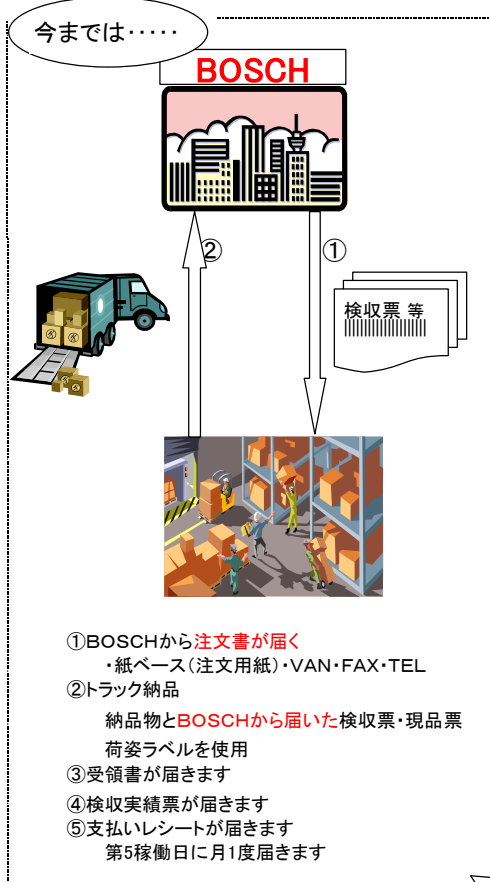 今までは・・・・・
BOSCH
②
①
検収票 等
①BOSCHから注文書が届く
・紙ベース(注文用紙)・VAN・FAX・TEL
②トラック納品
納品物とBOSCHから届いた検収票・現品票
荷姿ラベルを使用
③受領書が届きます
④検収実績票が届きます
⑤支払いレシートが届きます
第5稼働日に月1度届きます